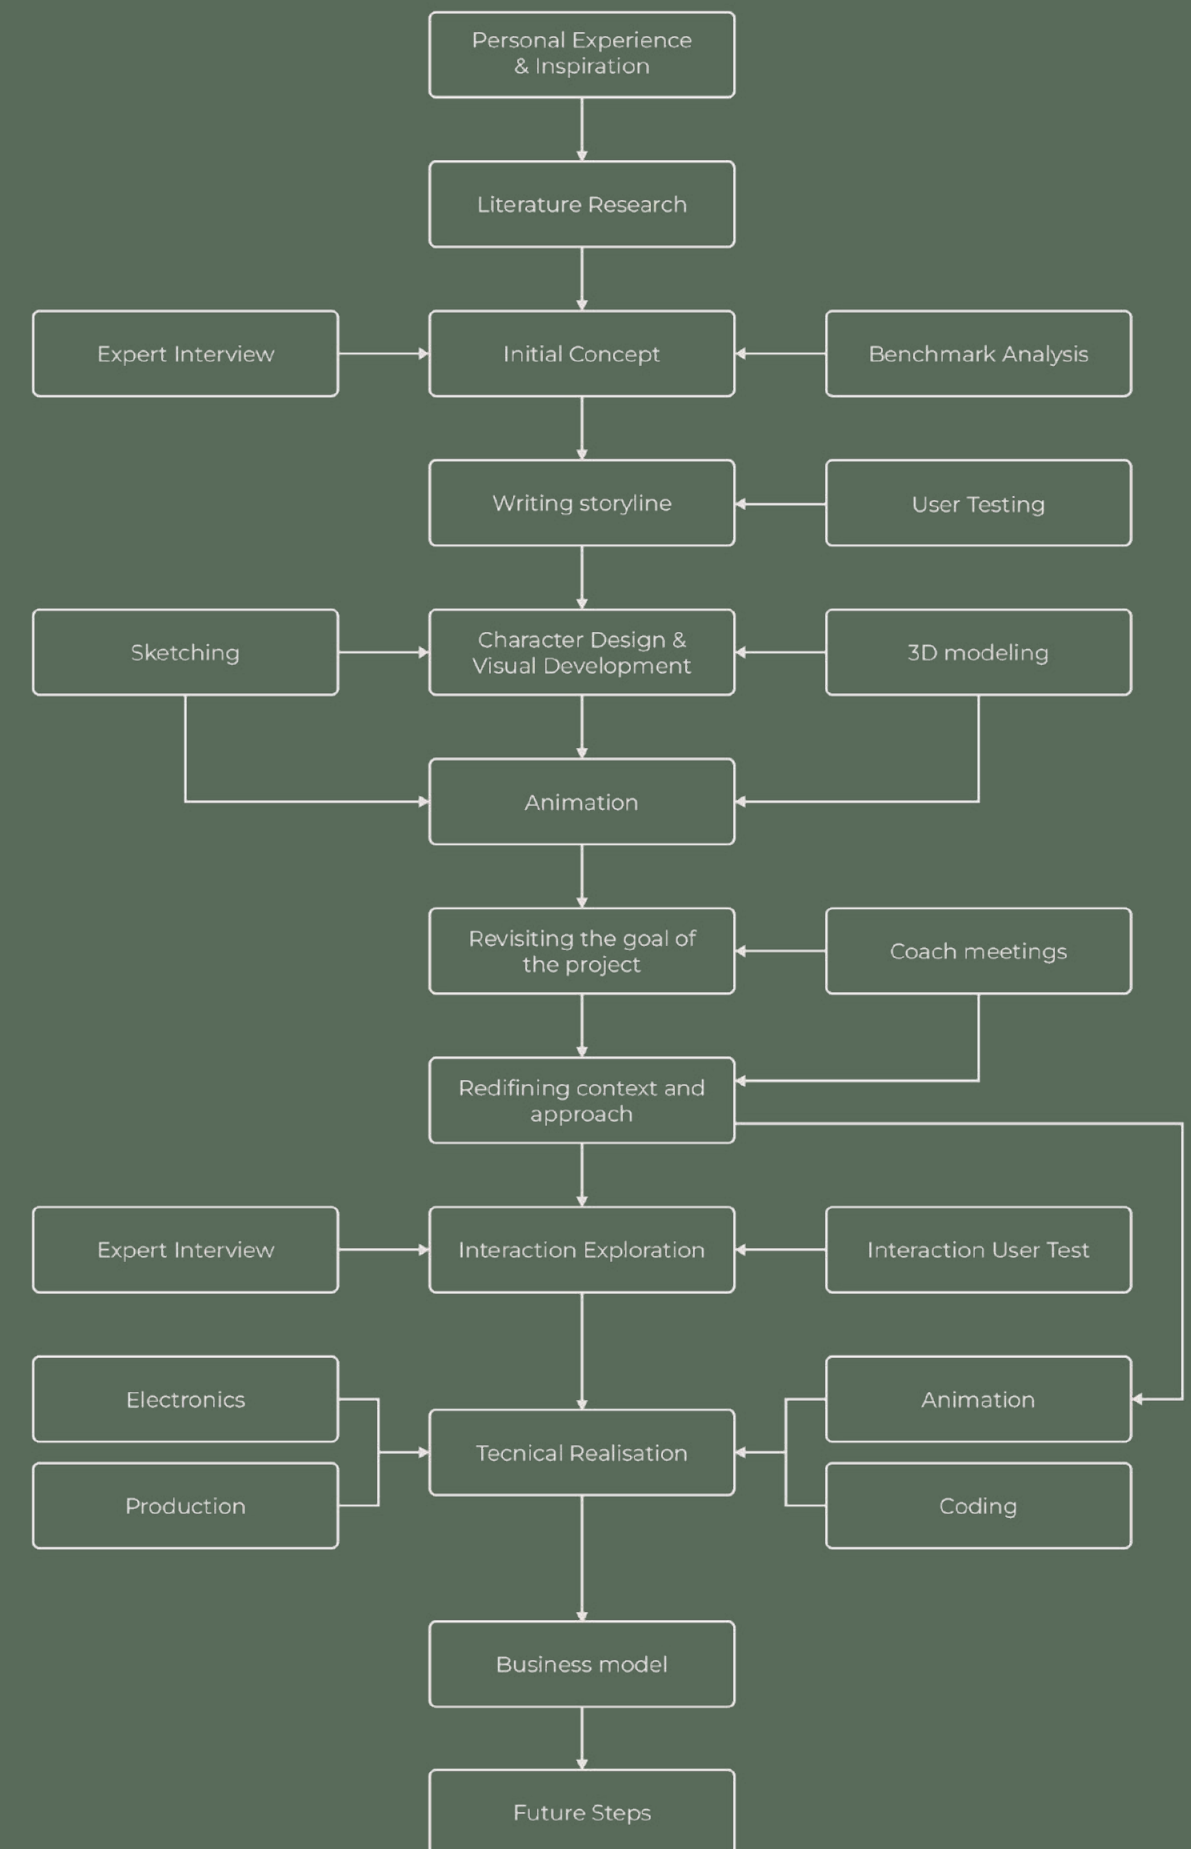 Personal Experience
& Inspiration
Literature Research
Expert Interview
Initial Concept
Benchmark Analysis
Writing storyline
User Testing
Sketching
Character Design &
Visual Development
3D modeling
Animation
Revisiting the goal of
the project
Coach meetings
Redifining context and
approach
Expert Interview
Interaction Exploration
Interaction User Test
Electronics
Animation
Tecnical Realisation
Production
Coding
Business model
Future Steps